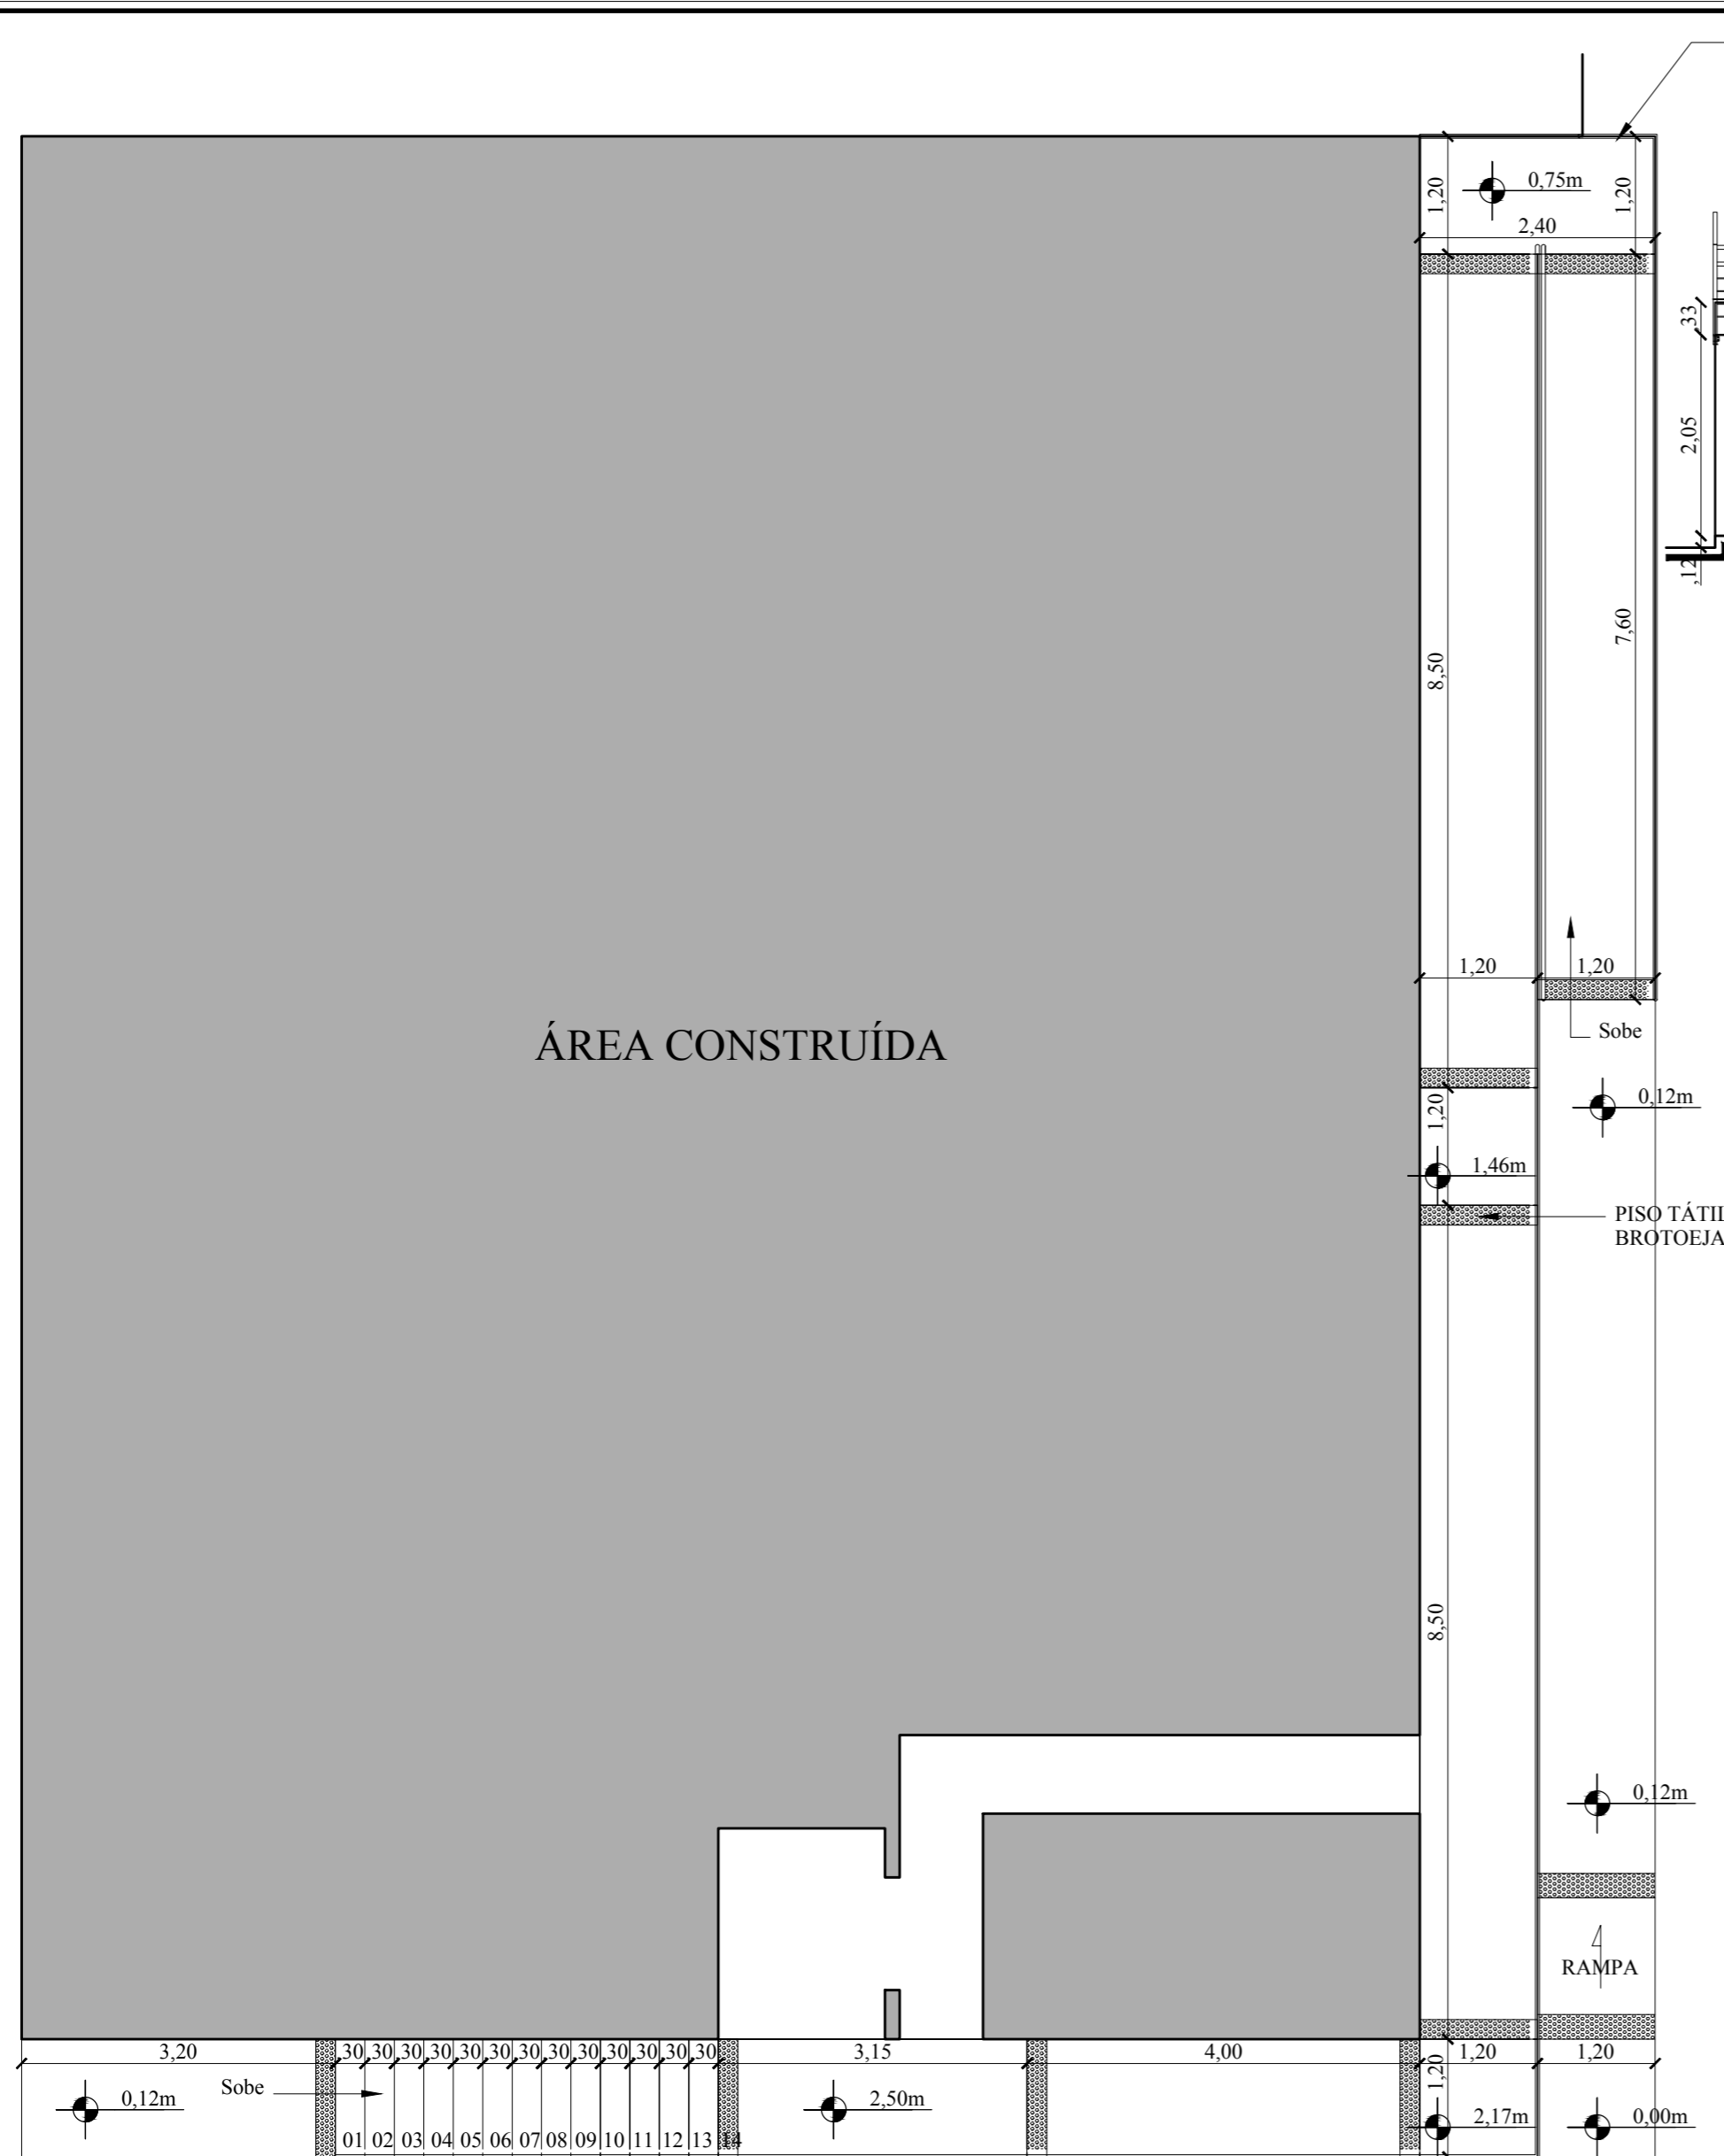 1,20
0,75m
1,20
2,40
,33
2,05
,12
7,60
8,50
1,20
1,20
ÁREA CONSTRUÍDA
Sobe
1,20
0,12m
1,46m
PISO TÁTIL
BROTOEJA
8,50
0,12m
RAMPA
3,20
,30 ,30 ,30 ,30 ,30 ,30 ,30 ,30 ,30 ,30 ,30 ,30 ,30
3,15
4,00
1,20
1,20
1,20
Sobe
0,12m
2,50m
2,17m
0,00m
01 02 03 04 05 06 07 08 09 10 11 12 13 14